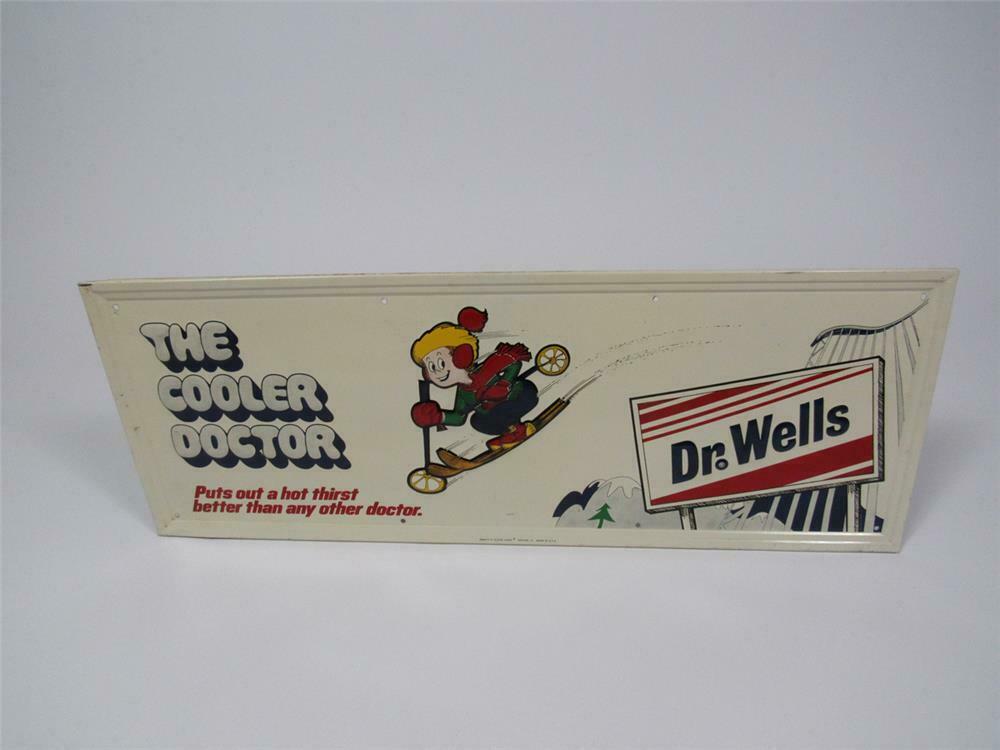 THE
COOLER
DOCTOR
Puts out a hot thirst
better than any other doctor.
Dr. Wells